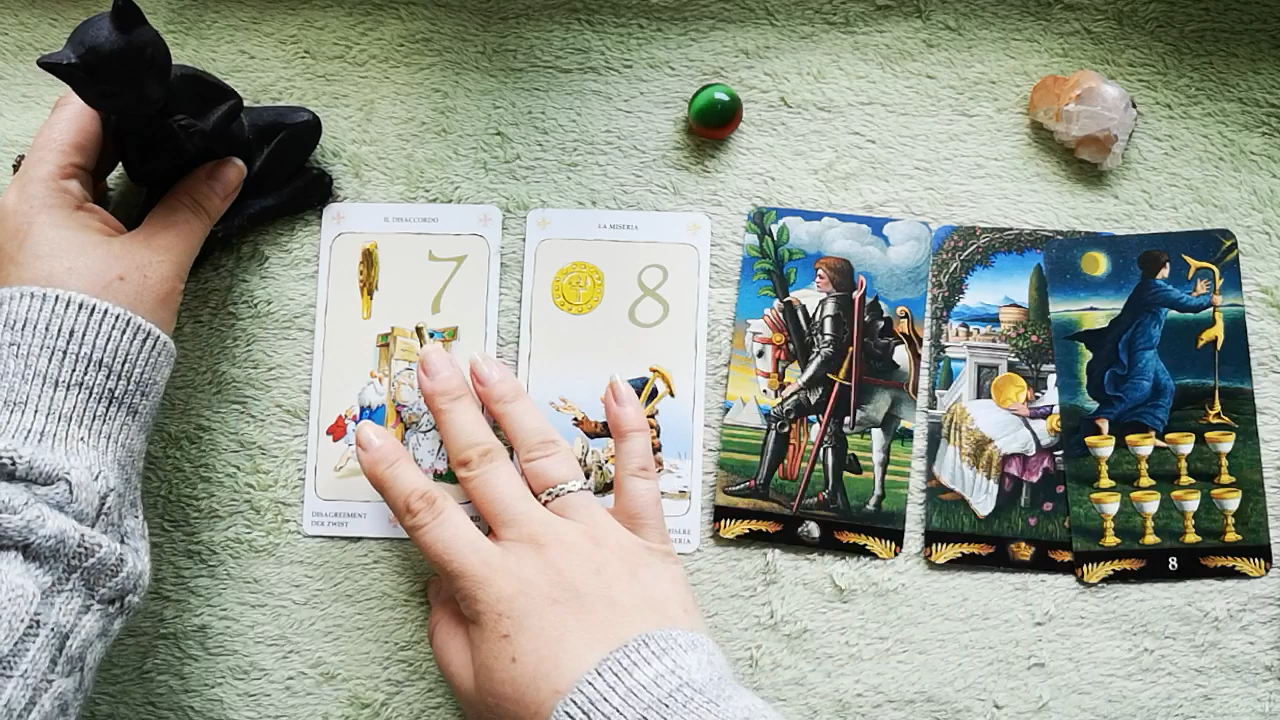 IL DISACCORDO
7
DISAGREEMENT
DER ZWIST
LA MISERIA
8
8